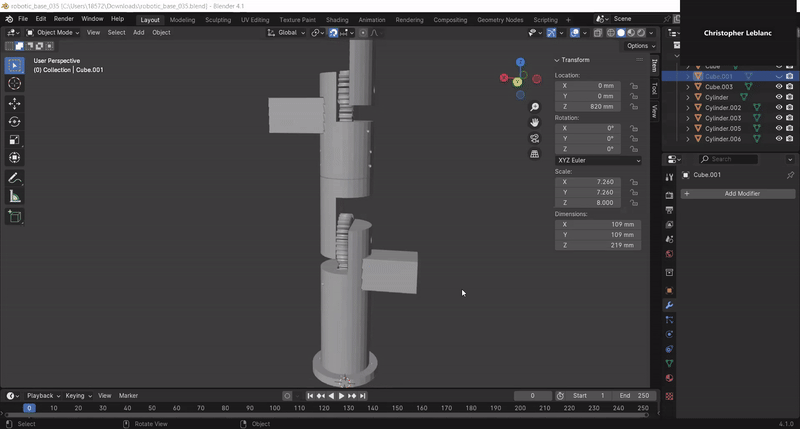 robotic_base_035 [C:\Users\18572\Downloads\robotic_base_035.blend] - Blender 4.1
File Edit Render Window Help Layout Modeling Sculpting UV Editing Texture Paint Shading Animation Rendering Compositing Geometry Nodes Scripting Scene
Christopher Leblanc
Object Mode View Select Add Object Global
Options
User Perspective
(0) Collection | Cube.001
Transform
Location:
X 0 mm
Y 0 mm
Z 820 mm
Rotation:
X 0°
Y 0°
Z 0°
XYZ Euler
Scale:
X 7.260
Y 7.260
Z 8.000
Dimensions:
X 109 mm
Y 109 mm
Z 219 mm
Item
Tool
View
X
Y
Z
Cube
Cube.001
Cube.003
Cylinder
Cylinder.002
Cylinder.003
Cylinder.005
Cylinder.006
Search
Cube.001
Add Modifier
Playback Keying View Marker 0 Start 1 End 250
0 10 20 30 40 50 60 70 80 90 100 110 120 130 140 150 160 170 180 190 200 210 220 230 240 250
Select Rotate View Object 4.1.0